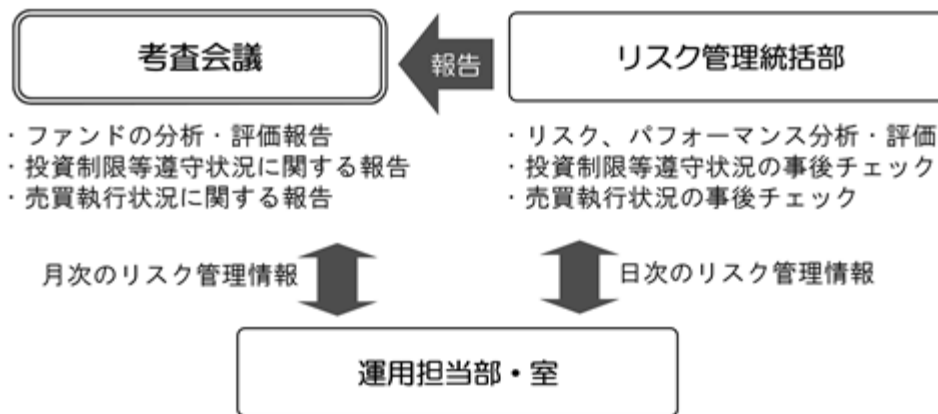 考査会議
報告
リスク管理統括部
・ファンドの分析・評価報告
・投資制限等遵守状況に関する報告
・売買執行状況に関する報告
・リスク、パフォーマンス分析・評価
・投資制限等遵守状況の事後チェック
・売買執行状況の事後チェック
月次のリスク管理情報
日次のリスク管理情報
運用担当部・室